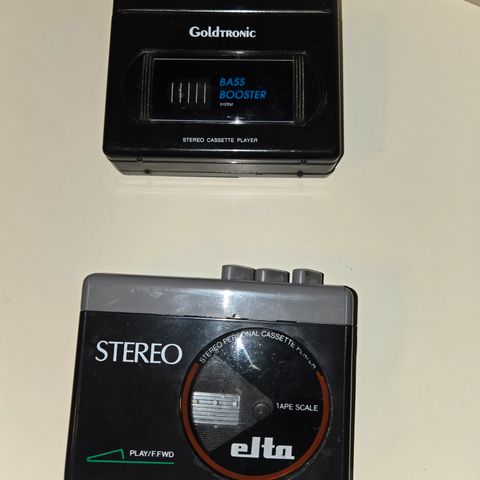 GoldTRONIC
BASS
BOOSTER
SYSTEM
STEREO CASSETTE PLAYER
STEREO
STEREO PERSONAL CASSETTE PLAYER
TAPE SCALE
elta
PLAY/F.FWD